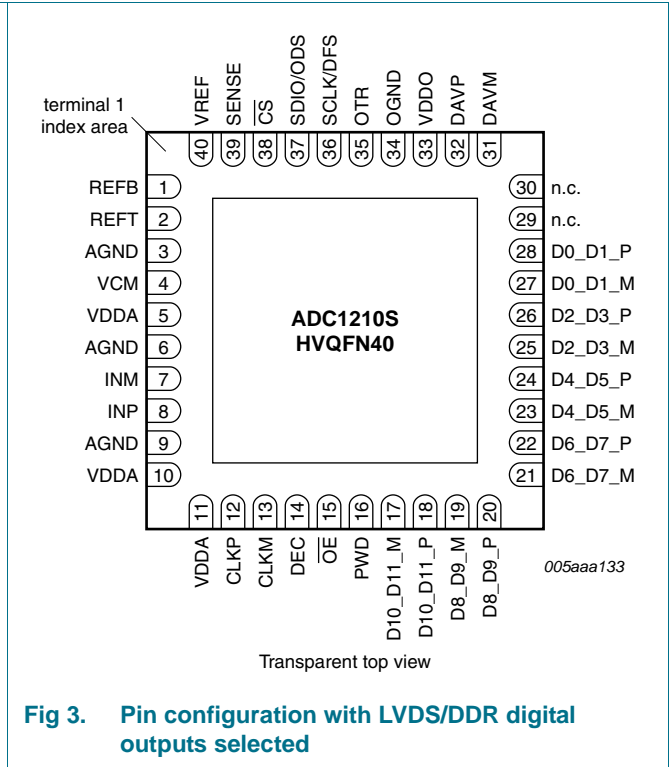 terminal 1
index area
VREF
SENSE
CS
SDIO/ODS
SCLK/DFS
OTR
OGND
VDDO
DAVP
DAVM
40
39
38
37
36
35
34
33
32
31
REFB 1
REFT 2
AGND 3
VCM 4
VDDA 5
AGND 6
INM 7
INP 8
AGND 9
VDDA 10
ADC1210S
HVQFN40
30 n.c.
29 n.c.
28 D0_D1_P
27 D0_D1_M
26 D2_D3_P
25 D2_D3_M
24 D4_D5_P
23 D4_D5_M
22 D6_D7_P
21 D6_D7_M
11
12
13
14
15
16
17
18
19
20
VDDA
CLKP
CLKM
DEC
OE
PWD
D10_D11_M
D10_D11_P
D8_D9_M
D8_D9_P
005aaa133
Transparent top view
Fig 3. Pin configuration with LVDS/DDR digital
outputs selected